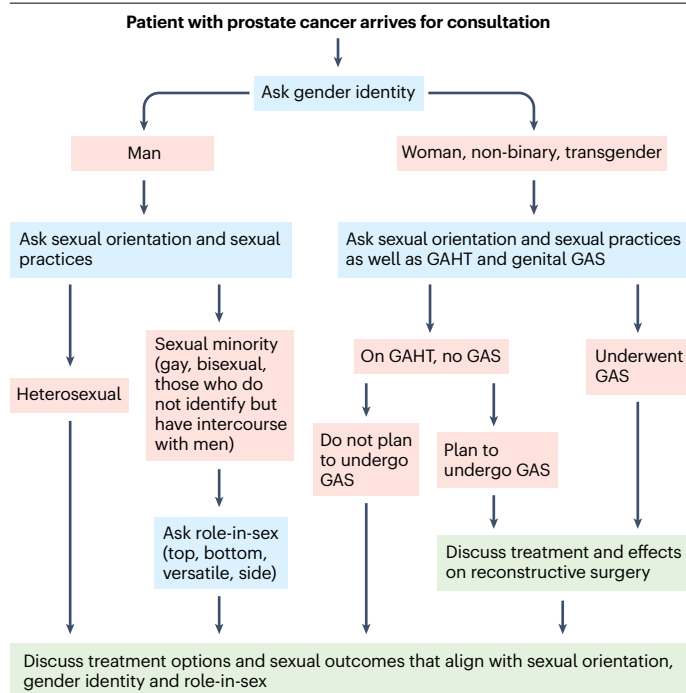 Patient with prostate cancer arrives for consultation
Ask gender identity
Man
Woman, non-binary, transgender
Ask sexual orientation and sexual
practices
Ask sexual orientation and sexual practices
as well as GAHT and genital GAS
Heterosexual
Sexual minority
(gay, bisexual,
those who do
not identify but
have intercourse
with men)
On GAHT, no GAS
Underwent
GAS
Do not plan
to undergo
GAS
Plan to
undergo GAS
Ask role-in-sex
(top, bottom,
versatile, side)
Discuss treatment and effects
on reconstructive surgery
Discuss treatment options and sexual outcomes that align with sexual orientation,
gender identity and role-in-sex